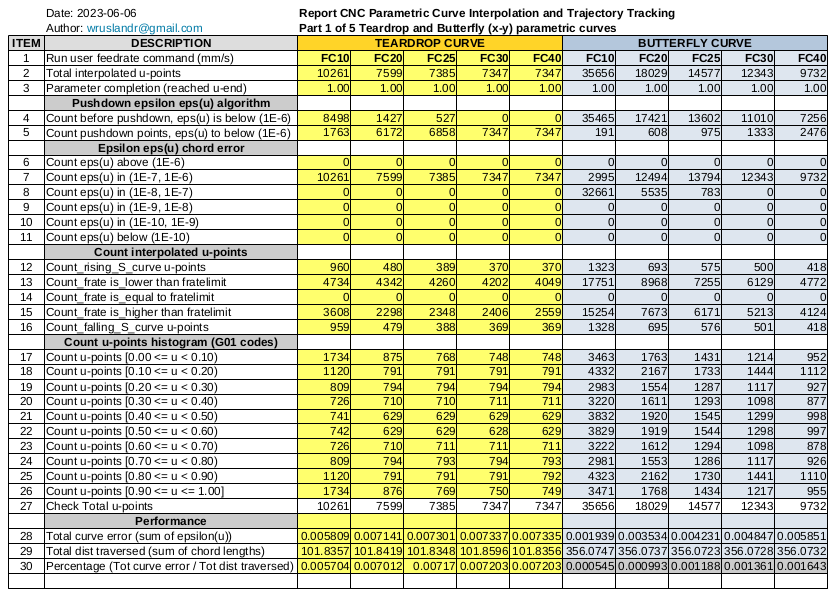 Date: 2023-06-06 Report CNC Parametric Curve Interpolation and Trajectory Tracking
Author: wruslandr@gmail.com Part 1 of 5 Teardrop and Butterfly (x-y) parametric curves
ITEM DESCRIPTION TEARDROP CURVE BUTTERFLY CURVE
1 Run user feedrate command (mm/s) FC10 FC20 FC25 FC30 FC40 FC10 FC20 FC25 FC30 FC40
2 Total interpolated u-points 10261 7599 7385 7347 7347 35656 18029 14577 12343 9732
3 Parameter completion (reached u-end) 1.00 1.00 1.00 1.00 1.00 1.00 1.00 1.00 1.00 1.00
Pushdown epsilon eps(u) algorithm
4 Count before pushdown, eps(u) is below (1E-6) 8498 1427 527 0 0 35465 17421 13602 11010 7256
5 Count pushdown points, eps(u) to below (1E-6) 1763 6172 6858 7347 7347 191 608 975 1333 2476
Epsilon eps(u) chord error
6 Count eps(u) above (1E-6) 0 0 0 0 0 0 0 0 0 0
7 Count eps(u) in (1E-7, 1E-6) 10261 7599 7385 7347 7347 2995 12494 13794 12343 9732
8 Count eps(u) in (1E-8, 1E-7) 0 0 0 0 0 32661 5535 783 0 0
9 Count eps(u) in (1E-9, 1E-8) 0 0 0 0 0 0 0 0 0 0
10 Count eps(u) in (1E-10, 1E-9) 0 0 0 0 0 0 0 0 0 0
11 Count eps(u) below (1E-10) 0 0 0 0 0 0 0 0 0 0
Count interpolated u-points
12 Count_rising_S_curve u-points 960 480 389 370 370 1323 693 575 500 418
13 Count_frate is_lower than fratelimit 4734 4342 4260 4202 4049 17751 8968 7255 6129 4772
14 Count_frate is_equal to fratelimit 0 0 0 0 0 0 0 0 0 0
15 Count_frate is_higher than fratelimit 3608 2298 2348 2406 2559 15254 7673 6171 5213 4124
16 Count_falling_S_curve u-points 959 479 388 369 369 1328 695 576 501 418
Count u-points histogram (G01 codes)
17 Count u-points [0.00 <= u < 0.10) 1734 875 768 748 748 3463 1763 1431 1214 952
18 Count u-points [0.10 <= u < 0.20) 1120 791 791 791 791 4332 2167 1733 1444 1112
19 Count u-points [0.20 <= u < 0.30) 809 794 794 794 794 2983 1554 1287 1117 927
20 Count u-points [0.30 <= u < 0.40) 726 710 710 711 711 3220 1611 1293 1098 877
21 Count u-points [0.40 <= u < 0.50) 741 629 629 629 629 3832 1920 1545 1299 998
22 Count u-points [0.50 <= u < 0.60) 742 629 629 628 629 3829 1919 1544 1298 997
23 Count u-points [0.60 <= u < 0.70) 726 710 711 711 711 3222 1612 1294 1098 878
24 Count u-points [0.70 <= u < 0.80) 809 794 793 794 793 2981 1553 1286 1117 926
25 Count u-points [0.80 <= u < 0.90) 1120 791 791 791 792 4323 2162 1730 1441 1110
26 Count u-points [0.90 <= u <= 1.00] 1734 876 769 750 749 3471 1768 1434 1217 955
27 Check Total u-points 10261 7599 7385 7347 7347 35656 18029 14577 12343 9732
Performance
28 Total curve error (sum of epsilon(u)) 0.005809 0.007141 0.007301 0.007337 0.007335 0.001939 0.003534 0.004231 0.004847 0.005851
29 Total dist traversed (sum of chord lengths) 101.8357 101.8419 101.8348 101.8596 101.8356 356.0747 356.0737 356.0723 356.0728 356.0732
30 Percentage (Tot curve error / Tot dist traversed) 0.005704 0.007012 0.00717 0.007203 0.007203 0.000545 0.000993 0.001188 0.001361 0.001643